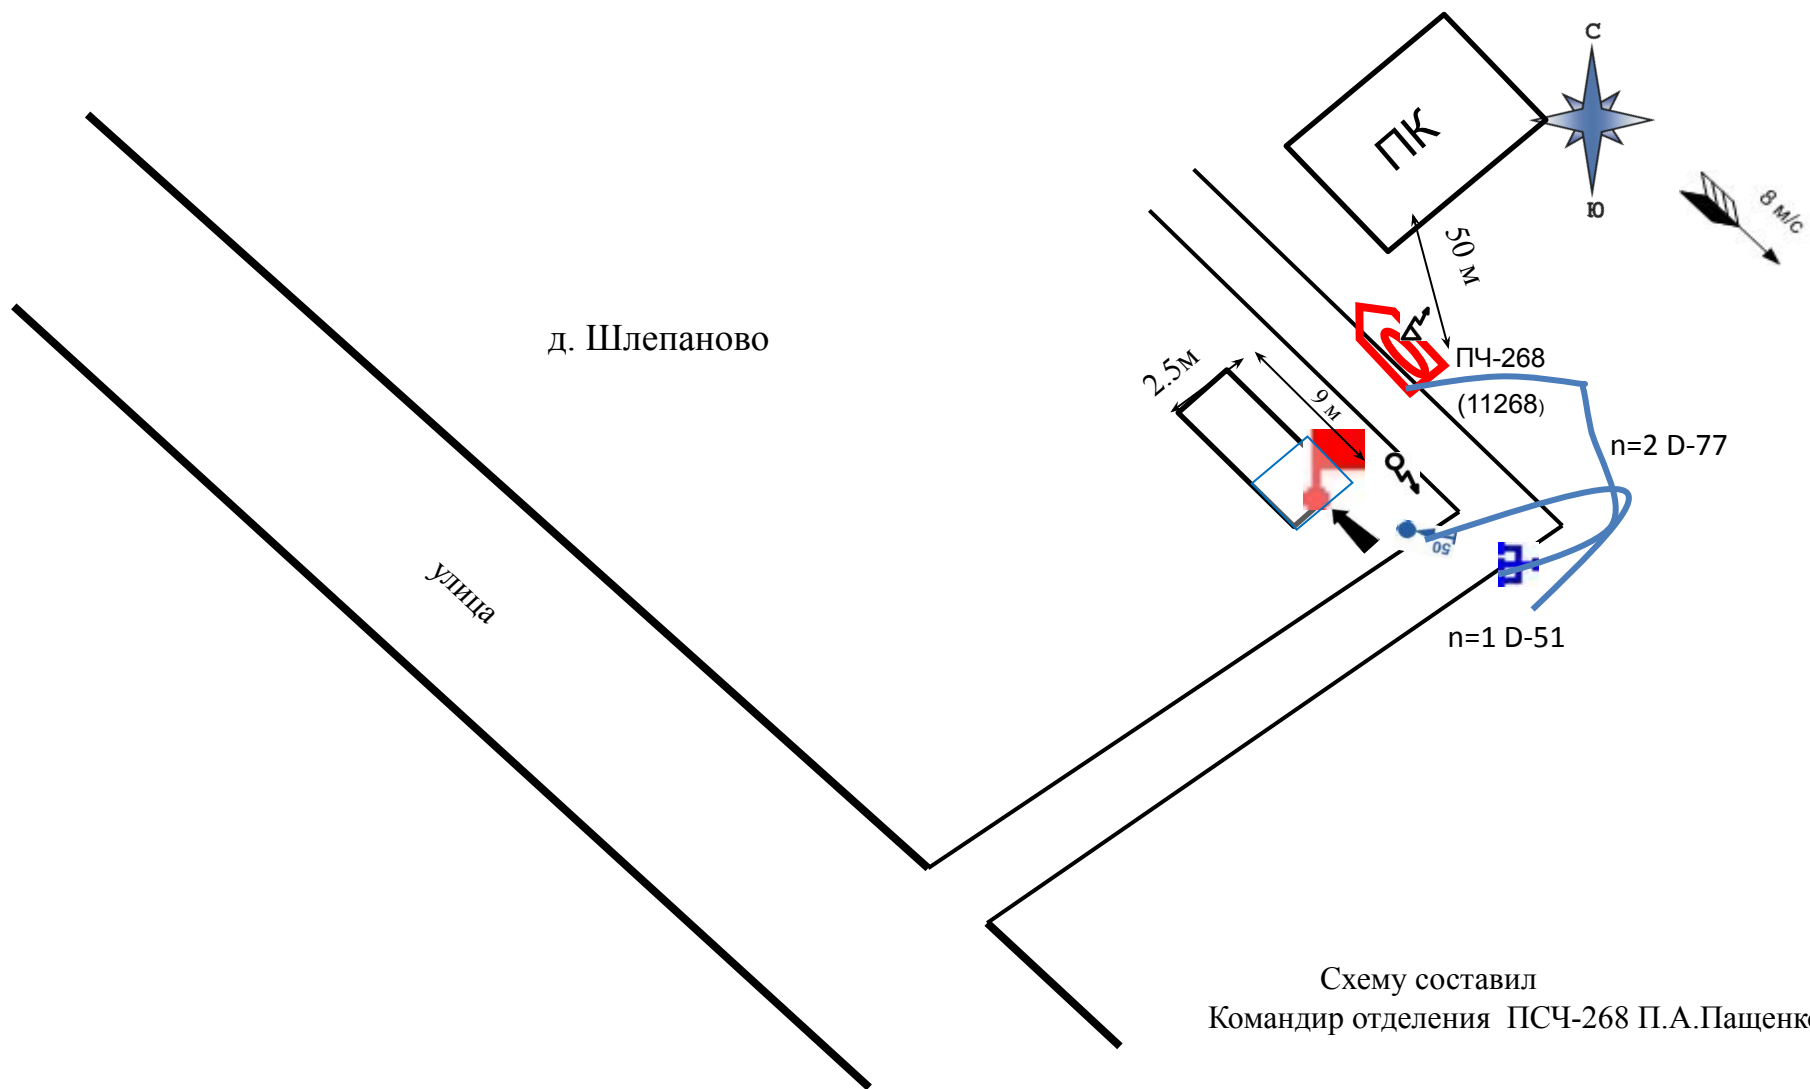 С
ПК
Ю
8 м/с
50 м
д. Шлепаново
2.5м
9 м
ПЧ-268
(11268)
n=2 D-77
50
улица
n=1 D-51
Схему составил
Командир отделения ПСЧ-268 П.А.Пащенко